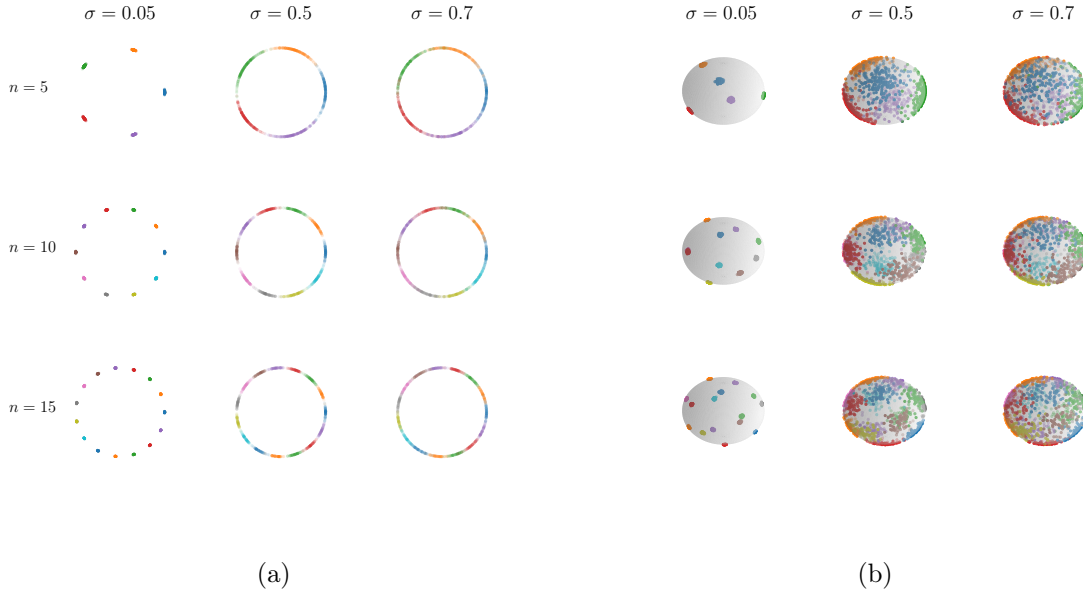 σ = 0.05 σ = 0.5 σ = 0.7 σ = 0.05 σ = 0.5 σ = 0.7
n = 5
n = 10
n = 15
(a) (b)